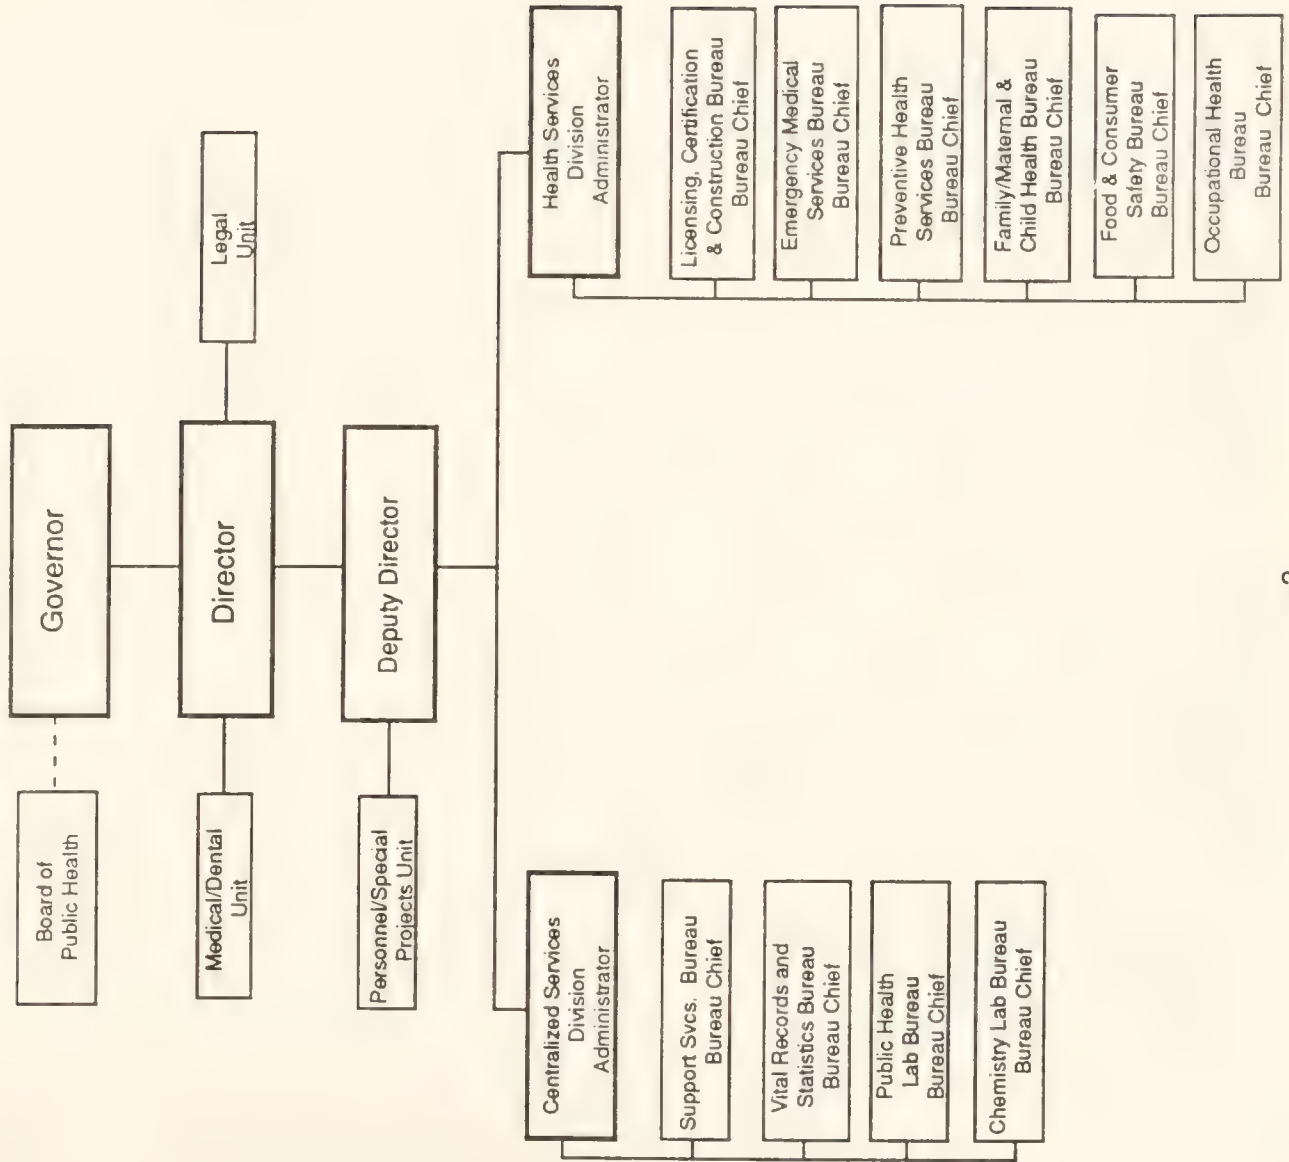 Board of
Public Health
Governor
Medical/Dental
Unit
Director
Legal
Unit
Personnel/Special
Projects Unit
Deputy Director
Centralized Services
Division
Administrator
Support Svcs. Bureau
Bureau Chief
Vital Records and
Statistics Bureau
Bureau Chief
Public Health
Lab Bureau
Bureau Chief
Chemistry Lab Bureau
Bureau Chief
Health Services
Division
Administrator
Licensing, Certification
& Construction Bureau
Bureau Chief
Emergency Medical
Services Bureau
Bureau Chief
Preventive Health
Services Bureau
Bureau Chief
Family/Maternal &
Child Health Bureau
Bureau Chief
Food & Consumer
Safety Bureau
Bureau Chief
Occupational Health
Bureau
Bureau Chief